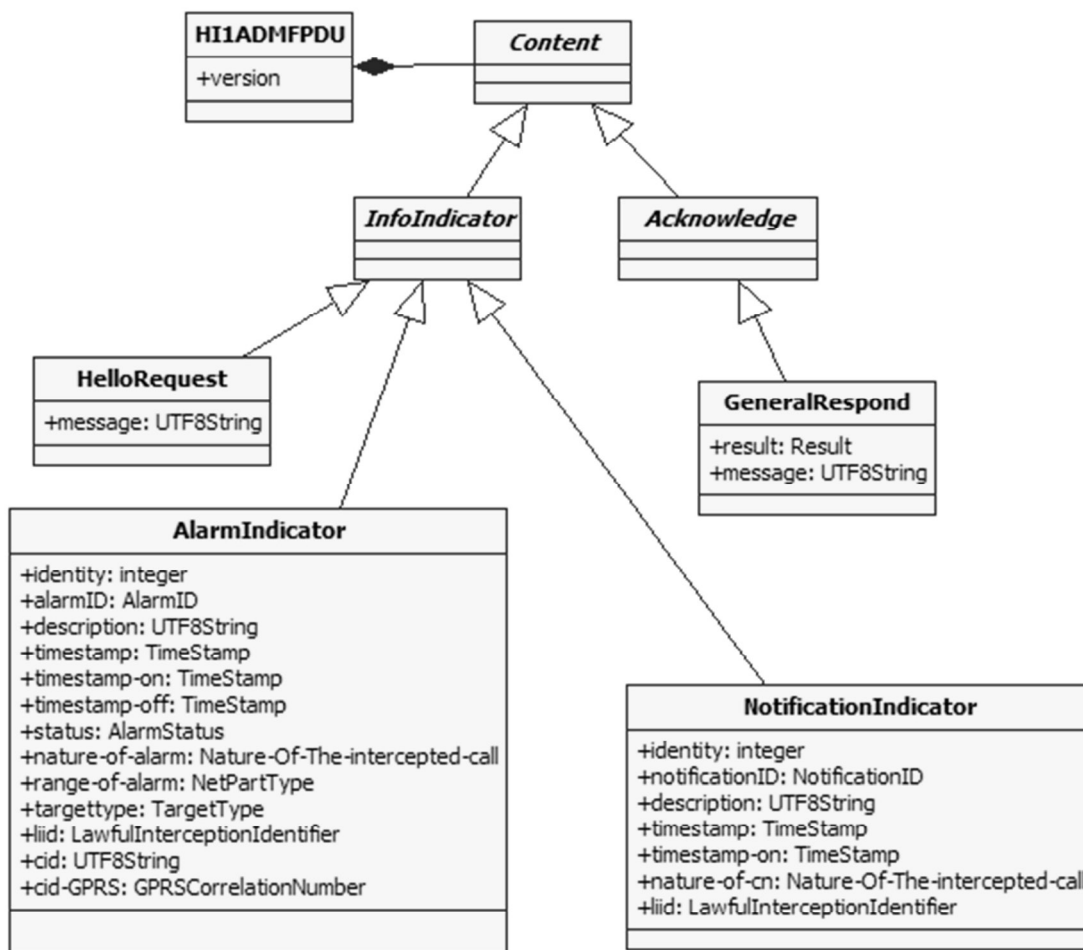 HI1ADMFPDU
+version
Content
InfoIndicator
Acknowledge
HelloRequest
+message: UTF8String
GeneralRespond
+result: Result
+message: UTF8String
AlarmIndicator
+identity: integer
+alarmID: AlarmID
+description: UTF8String
+timestamp: TimeStamp
+timestamp-on: TimeStamp
+timestamp-off: TimeStamp
+status: AlarmStatus
+nature-of-alarm: Nature-Of-The-intercepted-call
+range-of-alarm: NetPartType
+targettype: TargetType
+liid: LawfulInterceptionIdentifier
+cid: UTF8String
+cid-GPRS: GPRSCorrelationNumber
NotificationIndicator
+identity: integer
+notificationID: NotificationID
+description: UTF8String
+timestamp: TimeStamp
+timestamp-on: TimeStamp
+nature-of-cn: Nature-Of-The-intercepted-call
+liid: LawfulInterceptionIdentifier